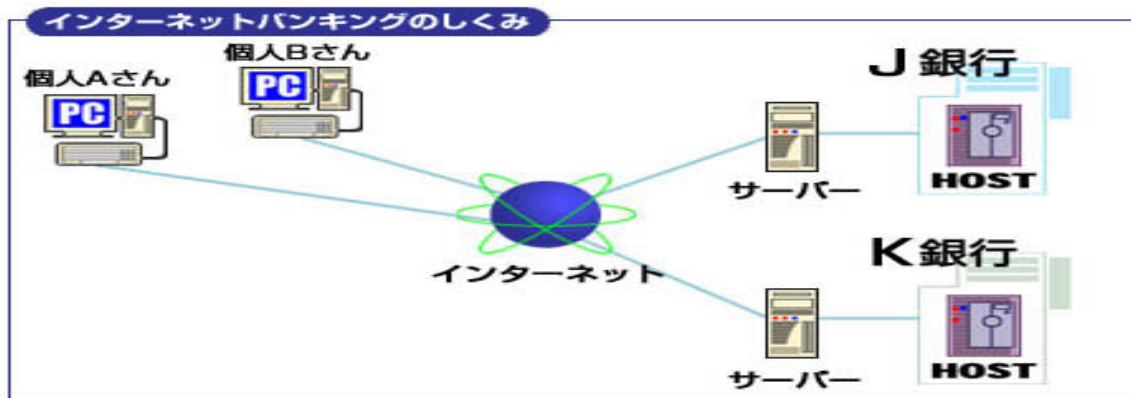 インターネットバンキングのしくみ
個人Aさん
個人Bさん
PC
PC
J銀行
サーバー
HOST
インターネット
K銀行
サーバー
HOST